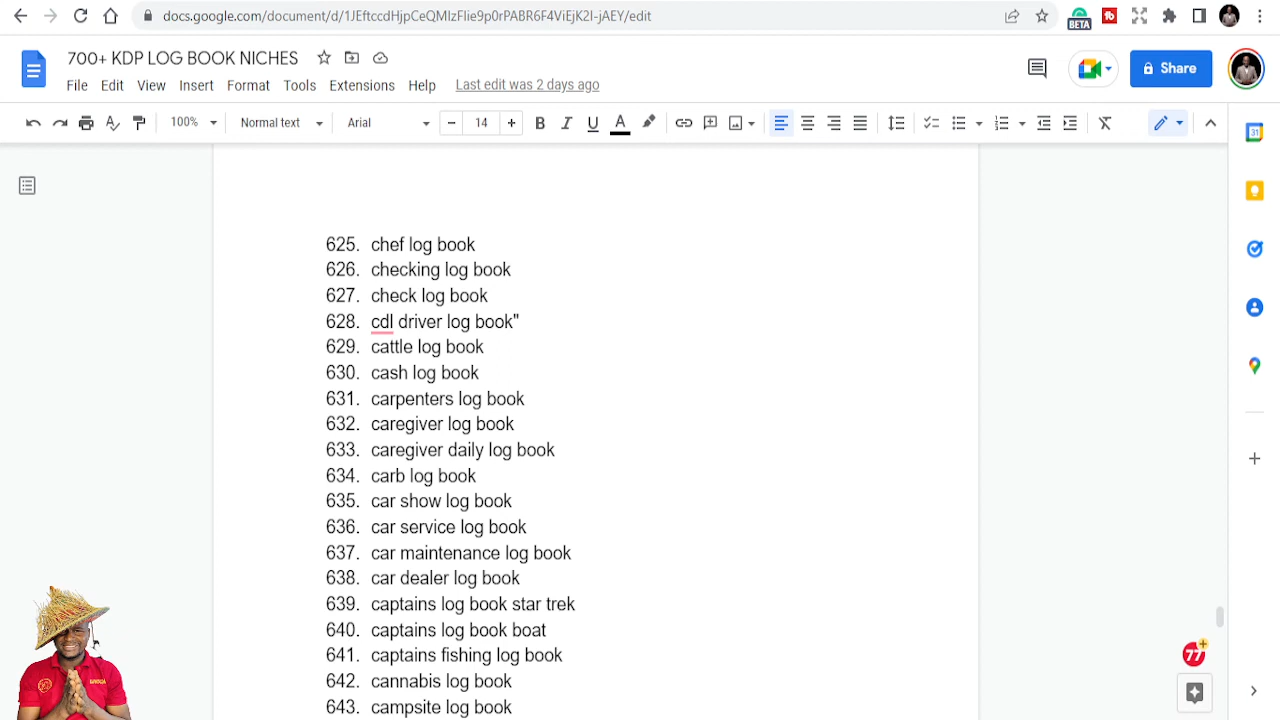 docs.google.com/document/d/1JEftccdHjpCeQMIzFlie9p0rPABR6F4ViEjK2I-jAEY/edit
BETA
700+ KDP LOG BOOK NICHES
File Edit View Insert Format Tools Extensions Help Last edit was 2 days ago
Share
100% Normal text Arial 14 B I U A
31
625. chef log book
626. checking log book
627. check log book
628. cdl driver log book"
629. cattle log book
630. cash log book
631. carpenters log book
632. caregiver log book
633. caregiver daily log book
634. carb log book
635. car show log book
636. car service log book
637. car maintenance log book
638. car dealer log book
639. captains log book star trek
640. captains log book boat
641. captains fishing log book
642. cannabis log book
643. campsite log book
77